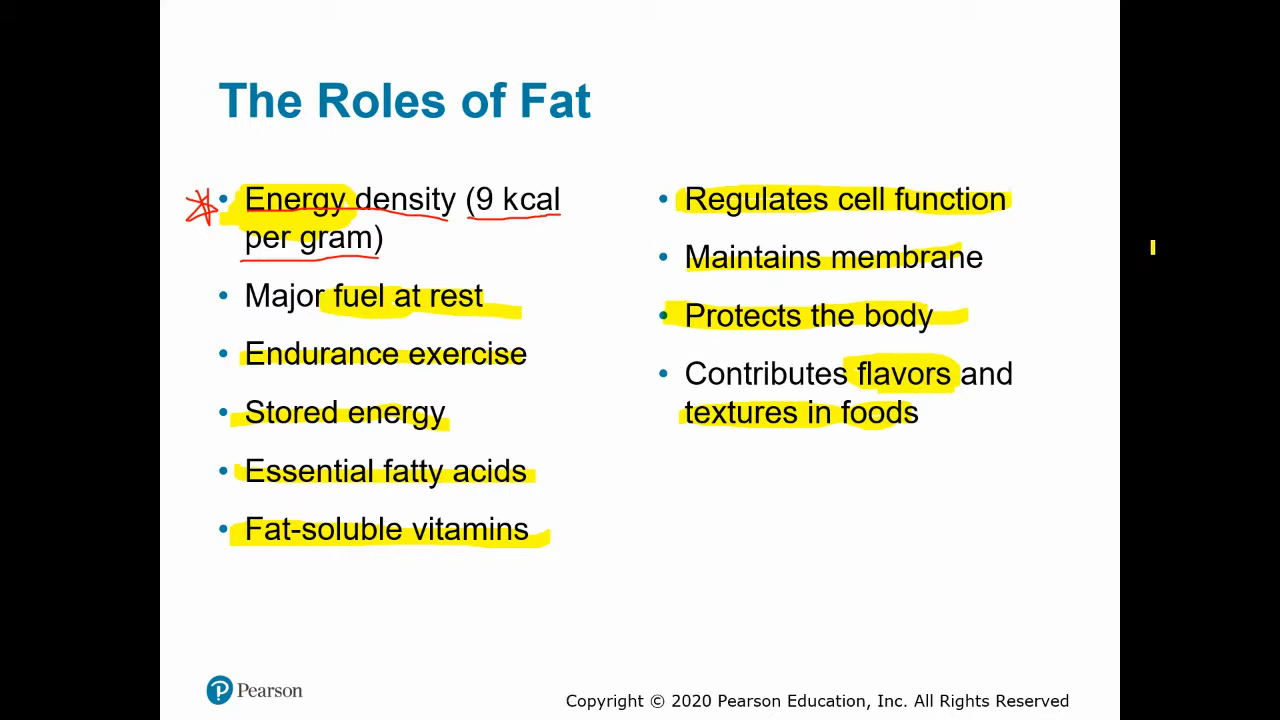 The Roles of Fat
• Energy density (9 kcal
per gram)
• Major fuel at rest
• Endurance exercise
• Stored energy
• Essential fatty acids
• Fat-soluble vitamins
• Regulates cell function
• Maintains membrane
• Protects the body
• Contributes flavors and
textures in foods
Pearson
Copyright © 2020 Pearson Education, Inc. All Rights Reserved